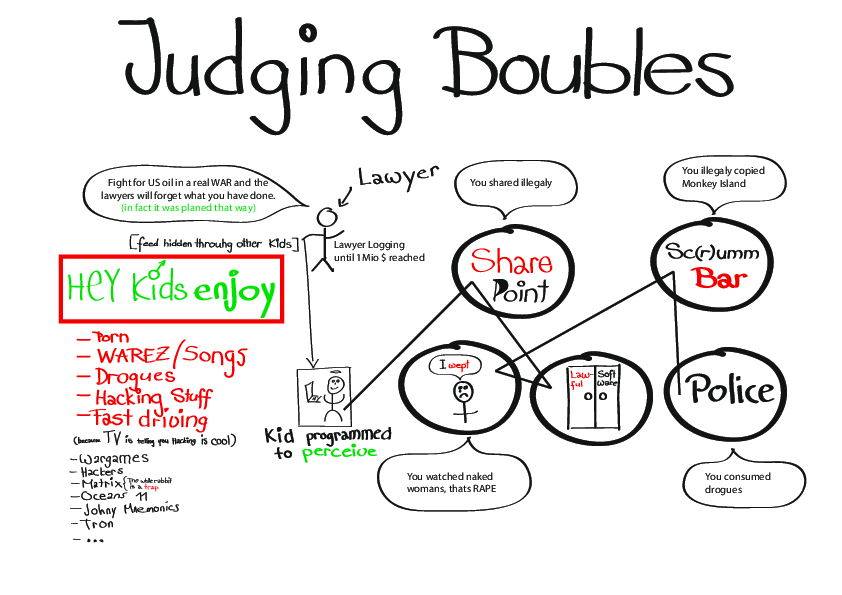 Judging Boubles
Fight for US oil in a real WAR and the
lawyers will forget what you have done.
(in fact it was planed that way)
Lawyer
You shared illegaly
You illegaly copied
Monkey Island
[feed hidden throuhg other Kids]
Lawyer Logging
until 1Mio $ reached
Share
Point
Sc(r)umm
Bar
HEY Kids enjoy
- Porn
- WAREZ/Songs
- Drogues
- Hacking Stuff
- Fast driving
(because TV is telling you Hacking is cool)
- Wargames
- Hackers
- Matrix { The white rabbit
is a trap
- Oceans 11
- Johny Mnemonics
- Tron
- ...
Kid programmed
to perceive
I wept
Law-
ful
Soft
ware
Police
You watched naked
womans, thats RAPE
You consumed
drogues